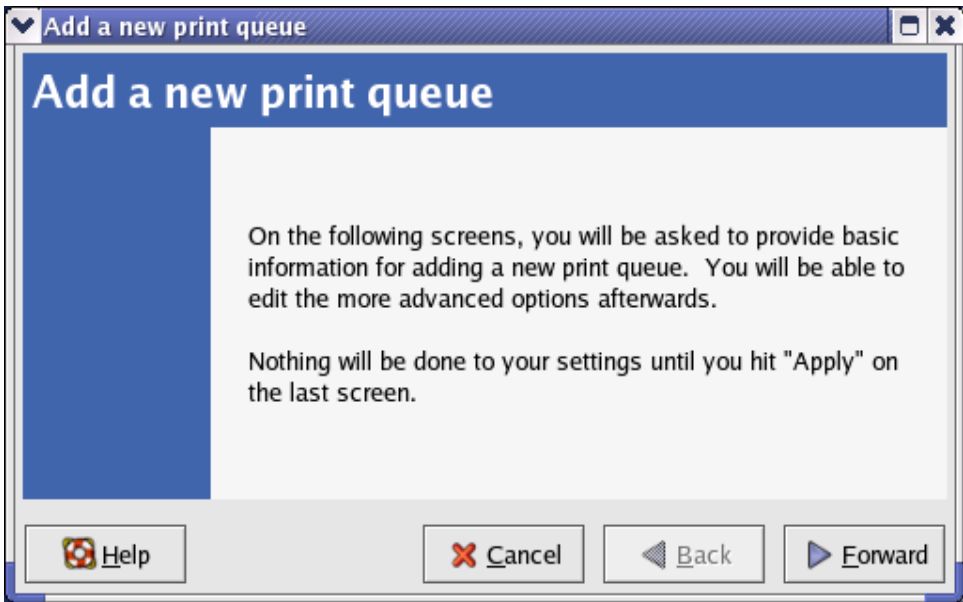 Add a new print queue
Add a new print queue
On the following screens, you will be asked to provide basic
information for adding a new print queue.  You will be able to
edit the more advanced options afterwards.
Nothing will be done to your settings until you hit "Apply" on
the last screen.
Help
Cancel
Back
Forward